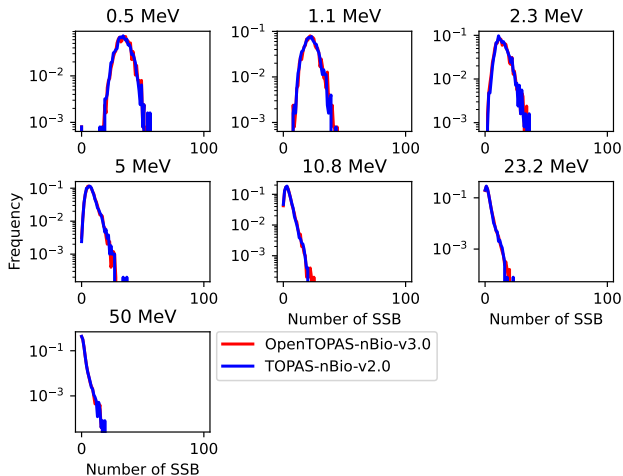 0.5 MeV
1.1 MeV
2.3 MeV
10⁻¹
10⁻¹
10⁻²
10⁻²
10⁻²
10⁻³
10⁻³
10⁻³
0 100
0 100
0 100
5 MeV
10.8 MeV
23.2 MeV
10⁻¹
10⁻¹
10⁻¹
10⁻²
10⁻²
10⁻³
10⁻³
10⁻³
Frequency
0 100
0 100
0 100
Number of SSB
Number of SSB
50 MeV
10⁻¹
10⁻³
0 100
Number of SSB
OpenTOPAS-nBio-v3.0
TOPAS-nBio-v2.0